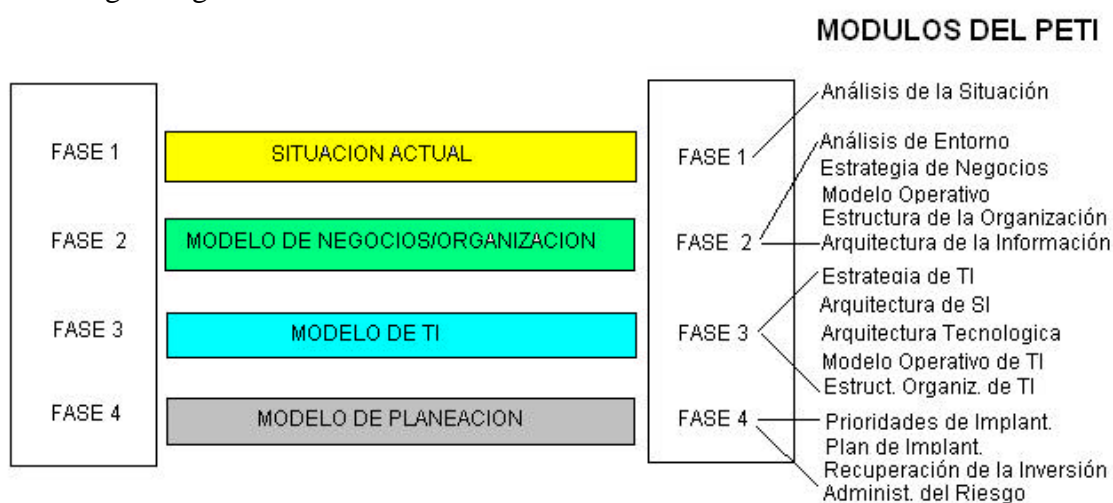 MODULOS DEL PETI
FASE 1
SITUACION ACTUAL
FASE 1
Análisis de la Situación
FASE 2
MODELO DE NEGOCIOS/ORGANIZACION
FASE 2
Análisis de Entorno
Estrategia de Negocios
Modelo Operativo
Estructura de la Organización
Arquitectura de la Información
FASE 3
MODELO DE TI
FASE 3
Estrategia de TI
Arquitectura de SI
Arquitectura Tecnologica
Modelo Operativo de TI
Estruct. Organiz. de TI
FASE 4
MODELO DE PLANEACION
FASE 4
Prioridades de Implant.
Plan de Implant.
Recuperación de la Inversión
Administ. del Riesgo